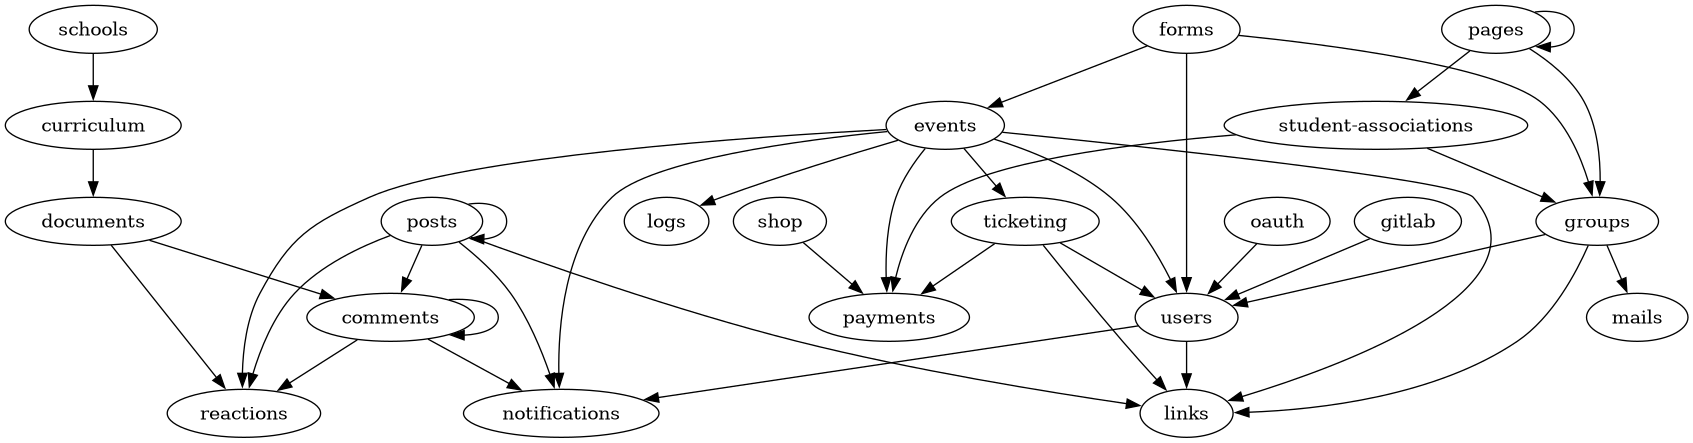 schools
forms
pages
curriculum
events
student-associations
documents
posts
logs
shop
ticketing
oauth
gitlab
groups
comments
payments
users
mails
reactions
notifications
links